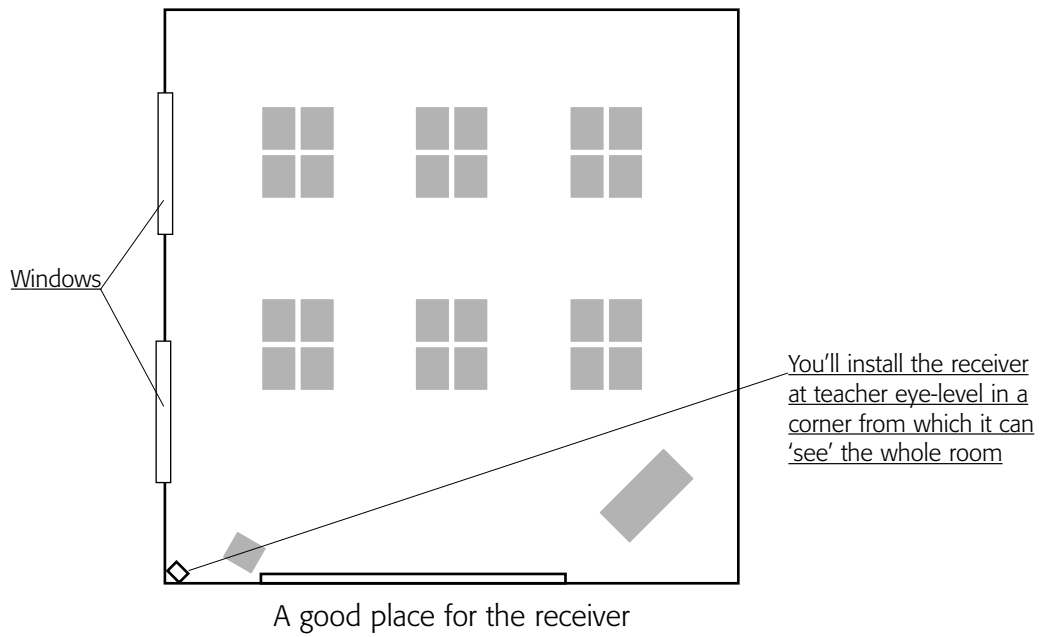 Windows
You’ll install the receiver
at teacher eye-level in a
corner from which it can
‘see’ the whole room
A good place for the receiver